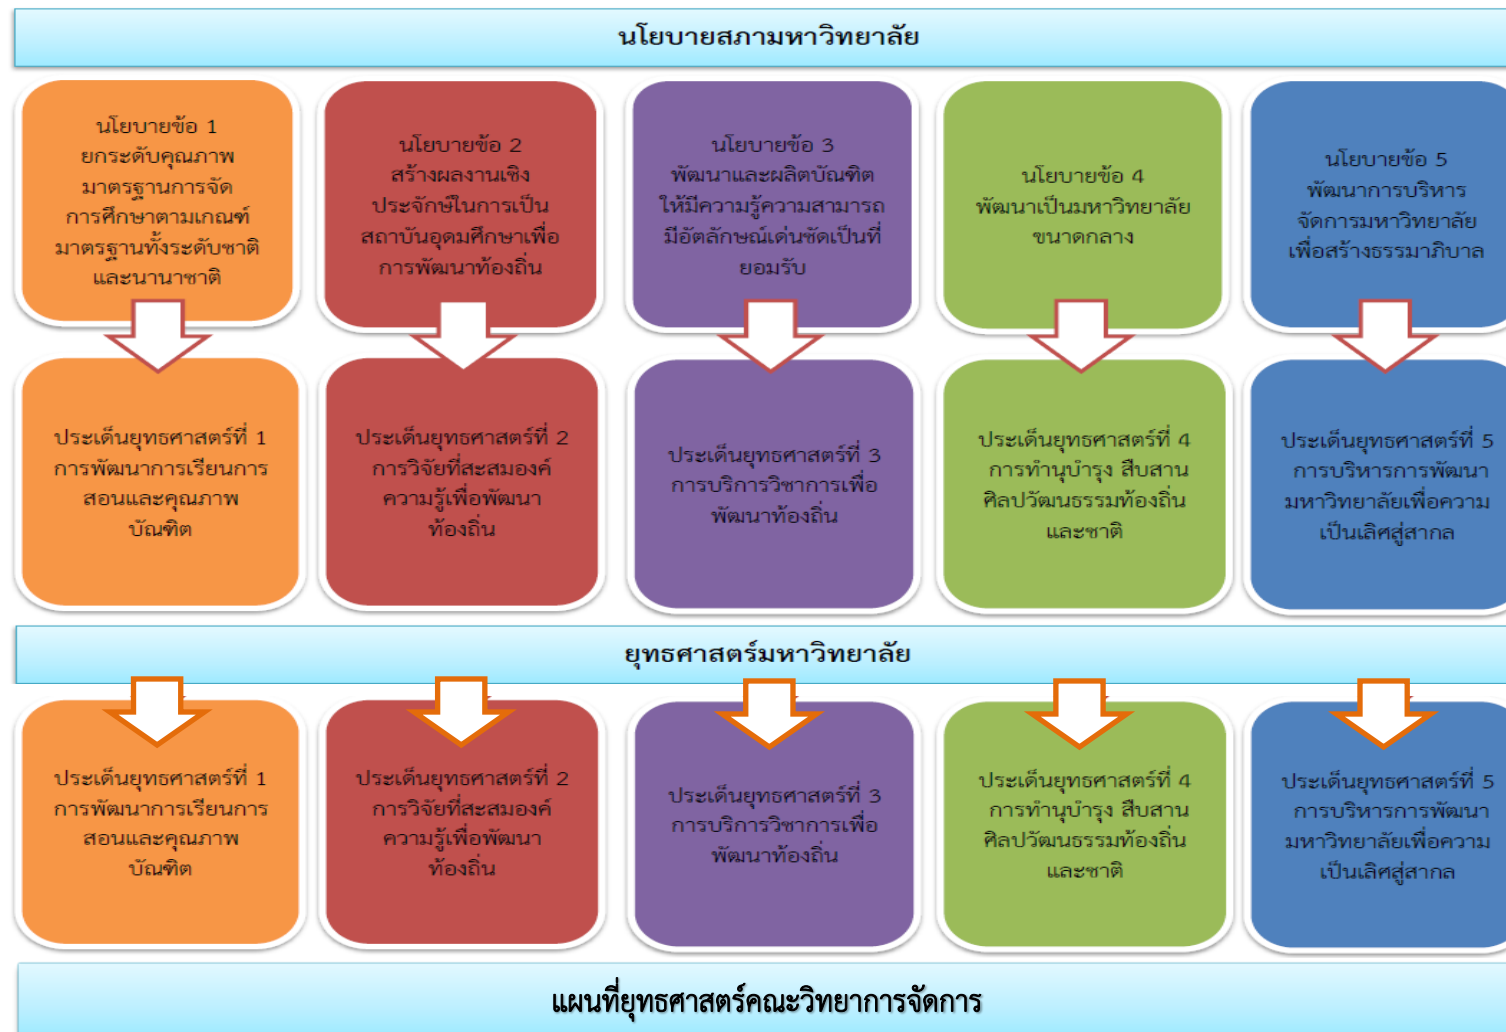 นโยบายสภามหาวิทยาลัย
นโยบายข้อ 1
ยกระดับคุณภาพ
มาตรฐานการจัด
การศึกษาตามเกณฑ์
มาตรฐานทั้งระดับชาติ
และนานาชาติ
นโยบายข้อ 2
สร้างผลงานเชิง
ประจักษ์ในการเป็น
สถาบันอุดมศึกษาเพื่อ
การพัฒนาท้องถิ่น
นโยบายข้อ 3
พัฒนาและผลิตบัณฑิต
ให้มีความรู้ความสามารถ
มีอัตลักษณ์เด่นชัดเป็นที่
ยอมรับ
นโยบายข้อ 4
พัฒนาเป็นมหาวิทยาลัย
ขนาดกลาง
นโยบายข้อ 5
พัฒนาการบริหาร
จัดการมหาวิทยาลัย
เพื่อสร้างธรรมาภิบาล
ประเด็นยุทธศาสตร์ที่ 1
การพัฒนาการเรียนการ
สอนและคุณภาพ
บัณฑิต
ประเด็นยุทธศาสตร์ที่ 2
การวิจัยที่สะสมองค์
ความรู้เพื่อพัฒนา
ท้องถิ่น
ประเด็นยุทธศาสตร์ที่ 3
การบริการวิชาการเพื่อ
พัฒนาท้องถิ่น
ประเด็นยุทธศาสตร์ที่ 4
การทำนุบำรุง สืบสาน
ศิลปวัฒนธรรมท้องถิ่น
และชาติ
ประเด็นยุทธศาสตร์ที่ 5
การบริหารการพัฒนา
มหาวิทยาลัยเพื่อความ
เป็นเลิศสู่สากล
ยุทธศาสตร์มหาวิทยาลัย
ประเด็นยุทธศาสตร์ที่ 1
การพัฒนาการเรียนการ
สอนและคุณภาพ
บัณฑิต
ประเด็นยุทธศาสตร์ที่ 2
การวิจัยที่สะสมองค์
ความรู้เพื่อพัฒนา
ท้องถิ่น
ประเด็นยุทธศาสตร์ที่ 3
การบริการวิชาการเพื่อ
พัฒนาท้องถิ่น
ประเด็นยุทธศาสตร์ที่ 4
การทำนุบำรุง สืบสาน
ศิลปวัฒนธรรมท้องถิ่น
และชาติ
ประเด็นยุทธศาสตร์ที่ 5
การบริหารการพัฒนา
มหาวิทยาลัยเพื่อความ
เป็นเลิศสู่สากล
แผนที่ยุทธศาสตร์คณะวิทยาการจัดการ